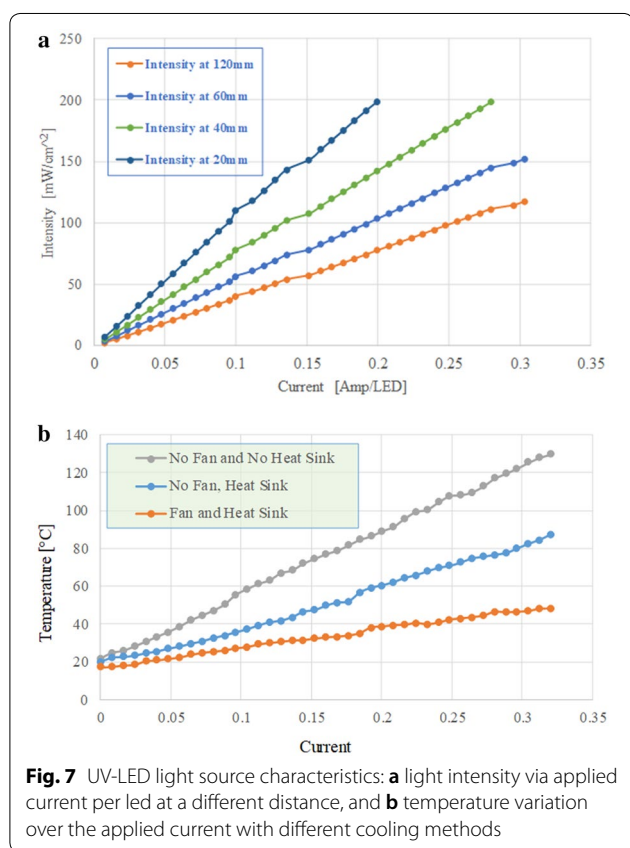 a
250
200
150
100
50
0
Intensity [mW/cm^2]
Intensity at 120mm
Intensity at 60mm
Intensity at 40mm
Intensity at 20mm
0 0.05 0.1 0.15 0.2 0.25 0.3 0.35
Current [Amp/LED]
b
140
120
100
80
60
40
20
0
Temperature [°C]
No Fan and No Heat Sink
No Fan, Heat Sink
Fan and Heat Sink
0 0.05 0.1 0.15 0.2 0.25 0.3 0.35
Current
Fig. 7 UV-LED light source characteristics: a light intensity via applied
current per led at a different distance, and b temperature variation
over the applied current with different cooling methods